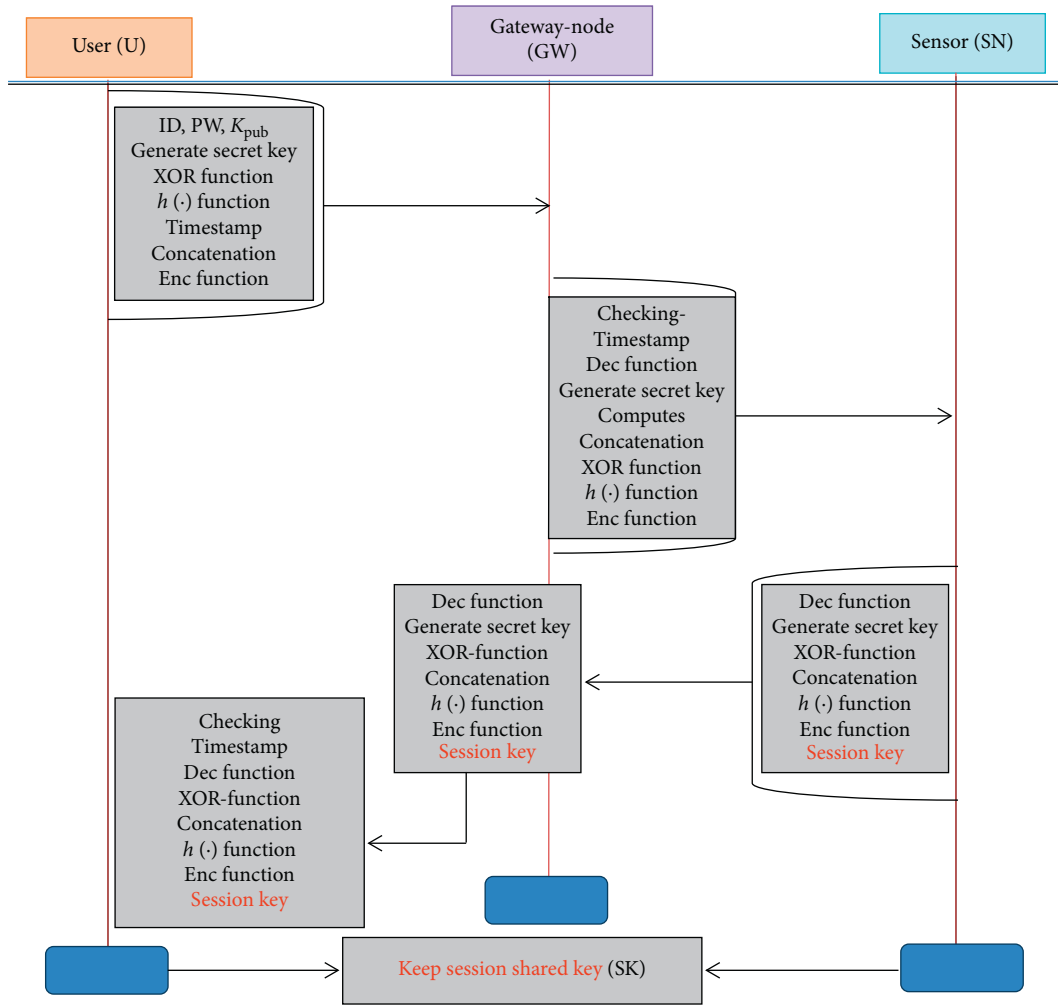 User (U)
Gateway-node
(GW)
Sensor (SN)
ID, PW, Kpub
Generate secret key
XOR function
h (·) function
Timestamp
Concatenation
Enc function
Checking-
Timestamp
Dec function
Generate secret key
Computes
Concatenation
XOR function
h (·) function
Enc function
Dec function
Generate secret key
XOR-function
Concatenation
h (·) function
Enc function
Session key
Dec function
Generate secret key
XOR-function
Concatenation
h (·) function
Enc function
Session key
Checking
Timestamp
Dec function
XOR-function
Concatenation
h (·) function
Enc function
Session key
Keep session shared key (SK)